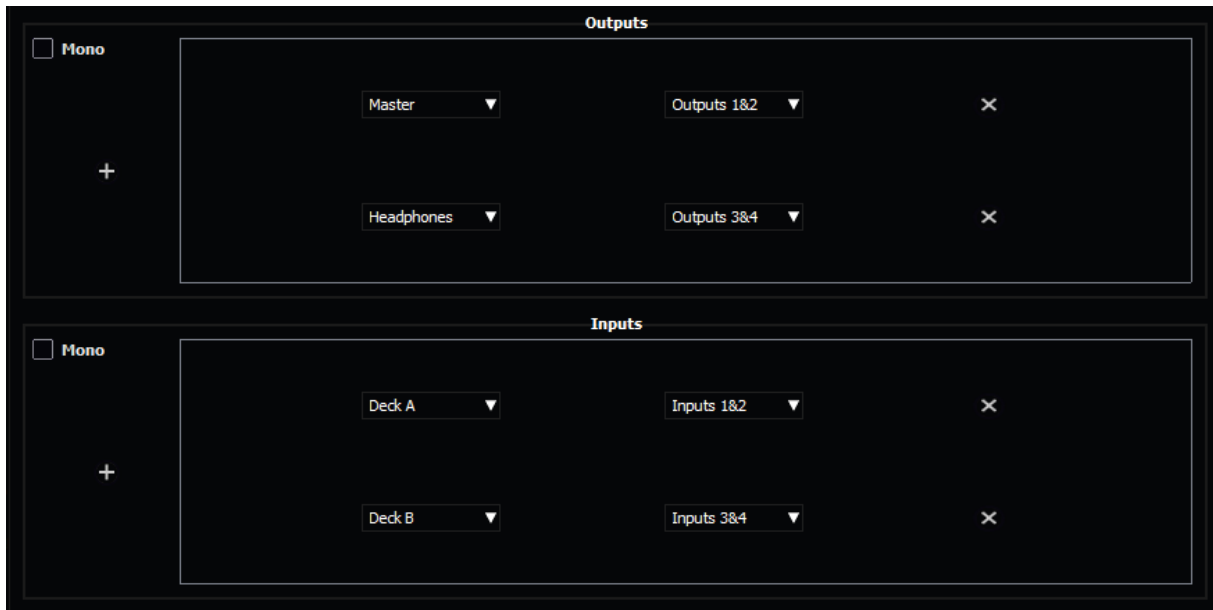 Outputs
Mono
Master Outputs 1&2
Headphones Outputs 3&4
Inputs
Mono
Deck A Inputs 1&2
Deck B Inputs 3&4